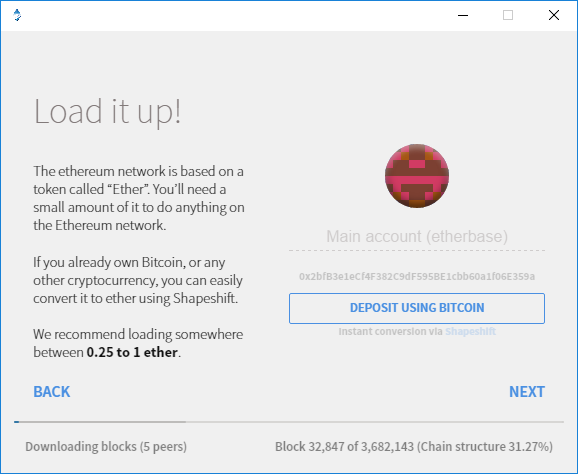 Load it up!
The ethereum network is based on a
token called “Ether”. You’ll need a
small amount of it to do anything on
the Ethereum network.
If you already own Bitcoin, or any
other cryptocurrency, you can easily
convert it to ether using Shapeshift.
We recommend loading somewhere
between 0.25 to 1 ether.
Main account (etherbase)
0x2bfB3e1eCf4F382C9dF595BE1cbb60a1f06E359a
DEPOSIT USING BITCOIN
Instant conversion via Shapeshift
BACK
NEXT
Downloading blocks (5 peers)
Block 32,847 of 3,682,143 (Chain structure 31.27%)